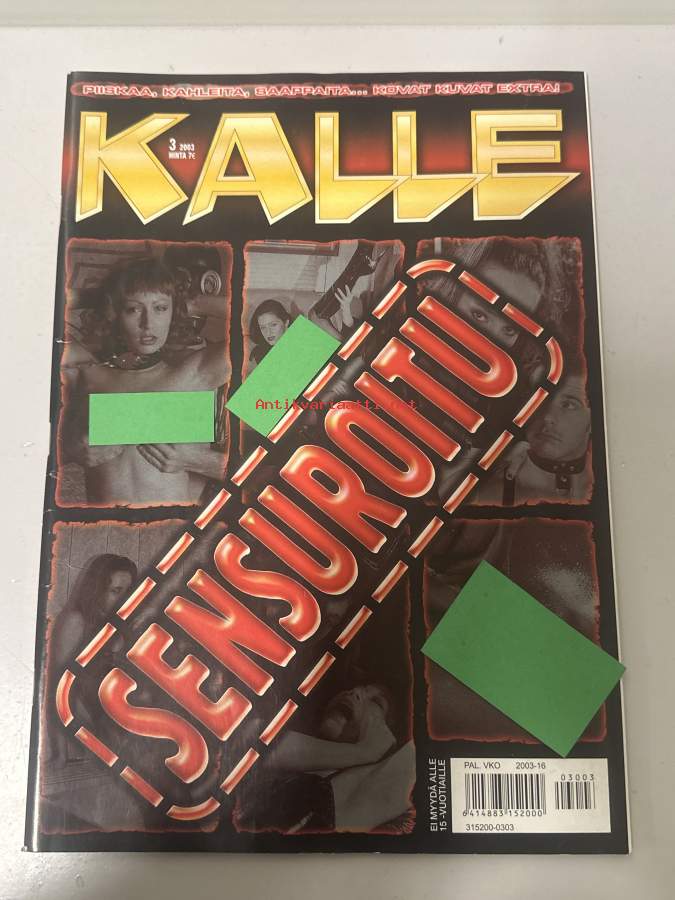 PIISKAA, KAHLEITA, SAAPPAITA... KOVAT KUVAT EXTRA!
KALLE
3 2003
HINTA 7€
Antikvariaatti.net
SENSUROITU
EI MYYDÄ ALLE
15 -VUOTIAILLE
PAL. VKO 2003-16
03003
6 414883 152000
315200-0303